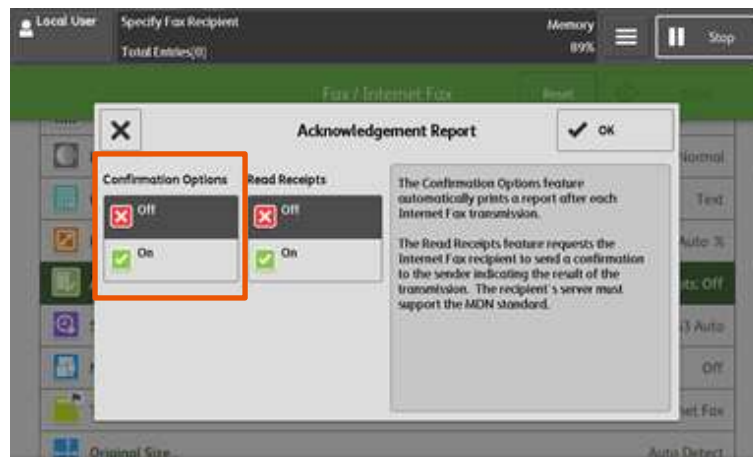 Local User
Specify Fax Recipient
Total Entries(0)
Memory
89%
Stop
Fax / Internet Fax
Reset
Acknowledgement Report
OK
Confirmation Options
Off
On
Read Receipts
Off
On
The Confirmation Options feature
automatically prints a report after each
Internet Fax transmission.
The Read Receipts feature requests the
Internet Fax recipient to send a confirmation
to the sender indicating the result of the
transmission. The recipient's server must
support the MDN standard.
Normal
Text
Auto %
Off
Auto
Off
Fax
Original Size...
Auto Detect